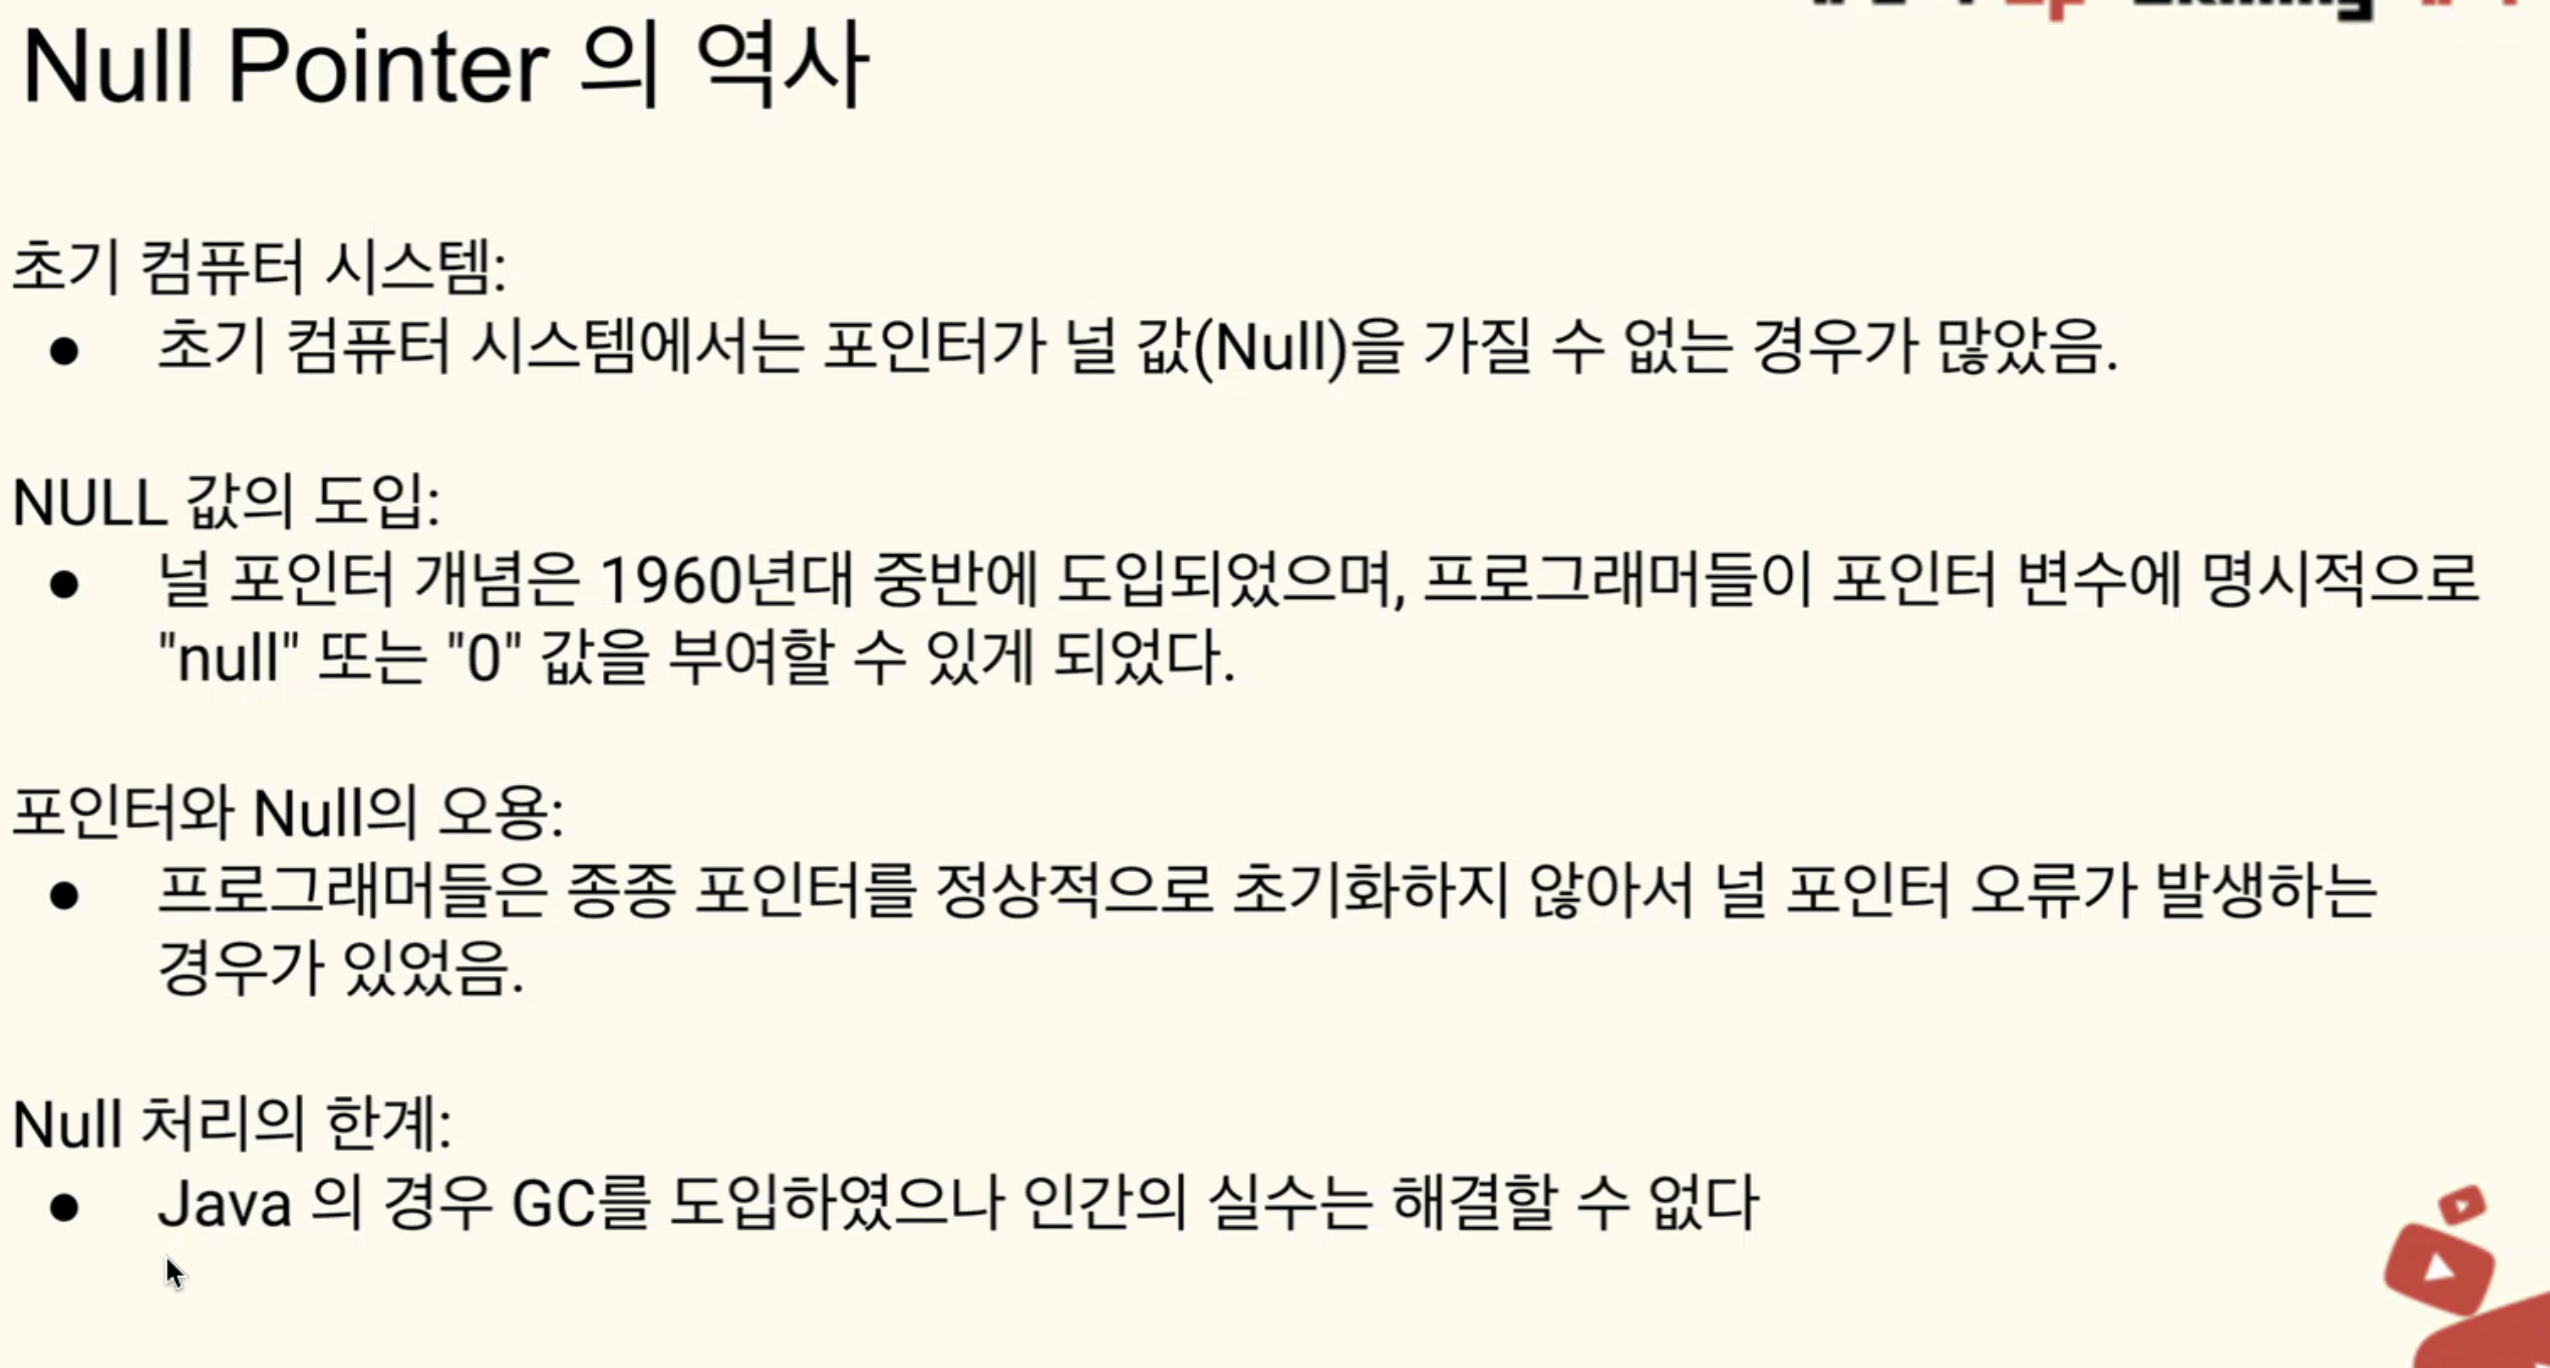 Null Pointer 의 역사
초기 컴퓨터 시스템:
● 초기 컴퓨터 시스템에서는 포인터가 널 값(Null)을 가질 수 없는 경우가 많았음.
NULL 값의 도입:
● 널 포인터 개념은 1960년대 중반에 도입되었으며, 프로그래머들이 포인터 변수에 명시적으로
"null" 또는 "0" 값을 부여할 수 있게 되었다.
포인터와 Null의 오용:
● 프로그래머들은 종종 포인터를 정상적으로 초기화하지 않아서 널 포인터 오류가 발생하는
경우가 있었음.
Null 처리의 한계:
● Java 의 경우 GC를 도입하였으나 인간의 실수는 해결할 수 없다